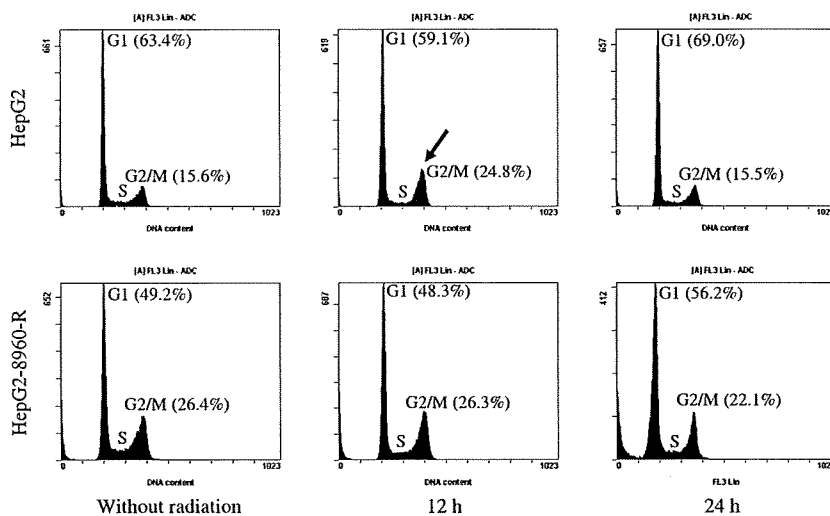 [A] FL3 Lin - ADC
661
G1 (63.4%)
G2/M (15.6%)
S
0
1023
DNA content
[A] FL3 Lin - ADC
619
G1 (59.1%)
G2/M (24.8%)
S
0
1023
DNA content
[A] FL3 Lin - ADC
657
G1 (69.0%)
G2/M (15.5%)
S
0
102
DNA content
HepG2
[A] FL3 Lin - ADC
652
G1 (49.2%)
G2/M (26.4%)
S
0
1023
DNA content
[A] FL3 Lin - ADC
687
G1 (48.3%)
G2/M (26.3%)
S
0
1023
DNA content
[A] FL3 Lin - ADC
412
G1 (56.2%)
G2/M (22.1%)
S
0
102
FL3 Lin
HepG2-8960-R
Without radiation
12 h
24 h